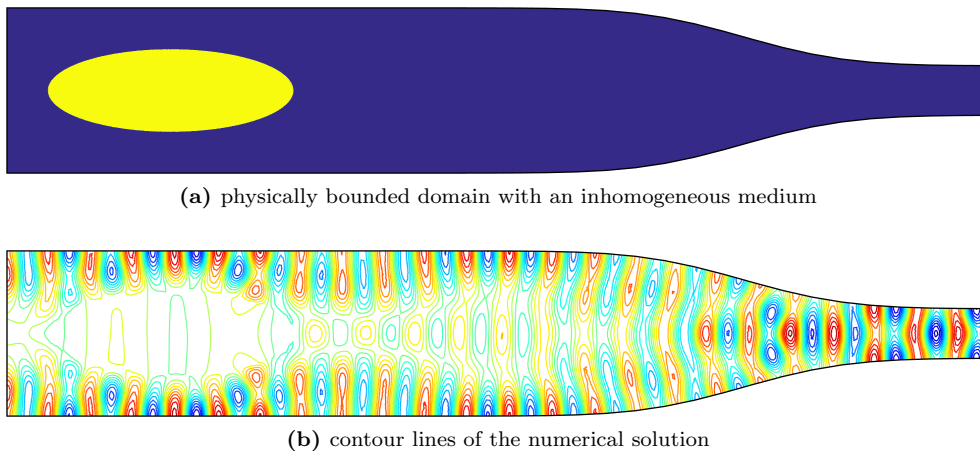 (a) physically bounded domain with an inhomogeneous medium
(b) contour lines of the numerical solution